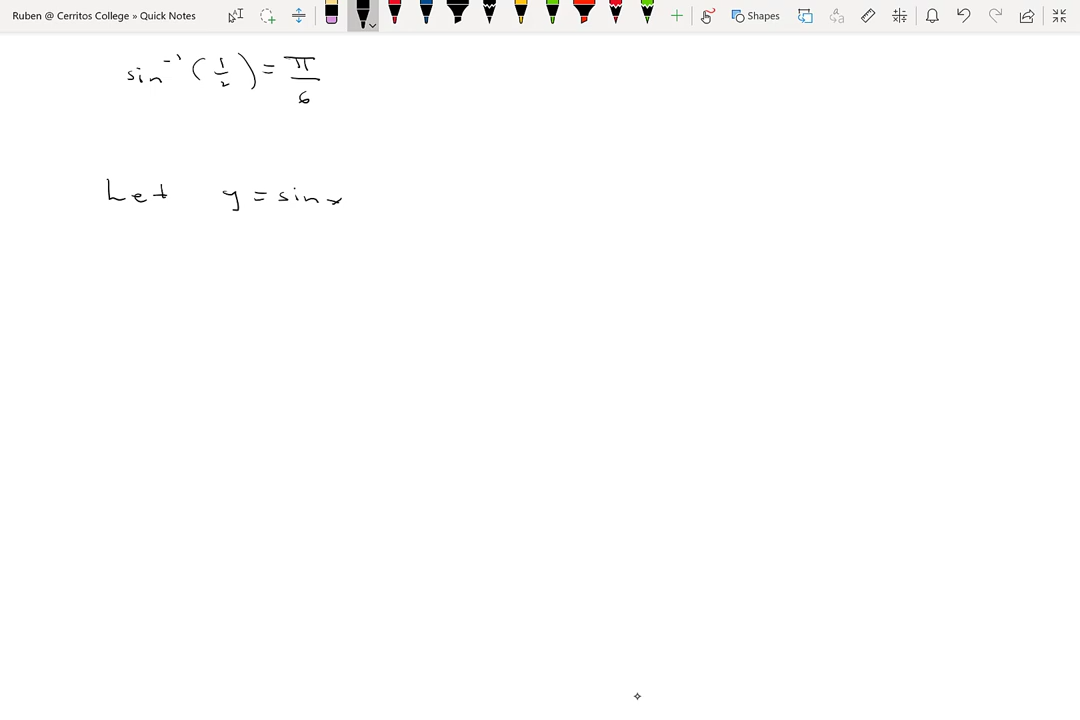 Ruben @ Cerritos College » Quick Notes
Shapes
sin⁻¹(1/2) = π/6
Let y = sin x